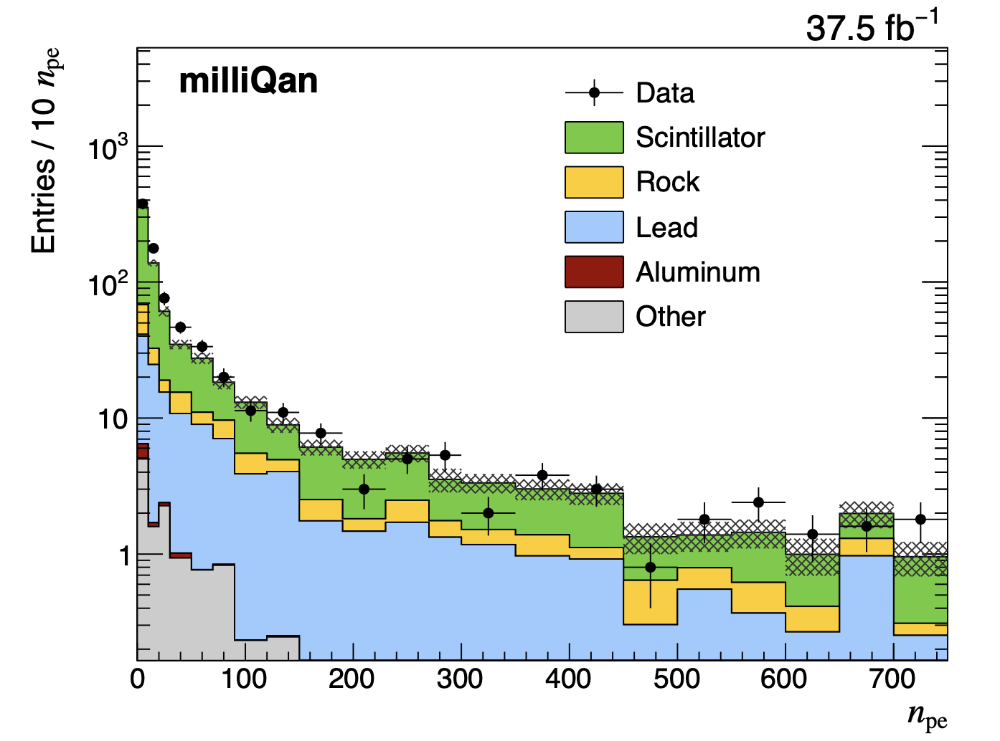 37.5 fb⁻¹
Entries / 10 nₚₑ
milliQan
Data
Scintillator
Rock
Lead
Aluminum
Other
10³
10²
10
1
0 100 200 300 400 500 600 700
nₚₑ